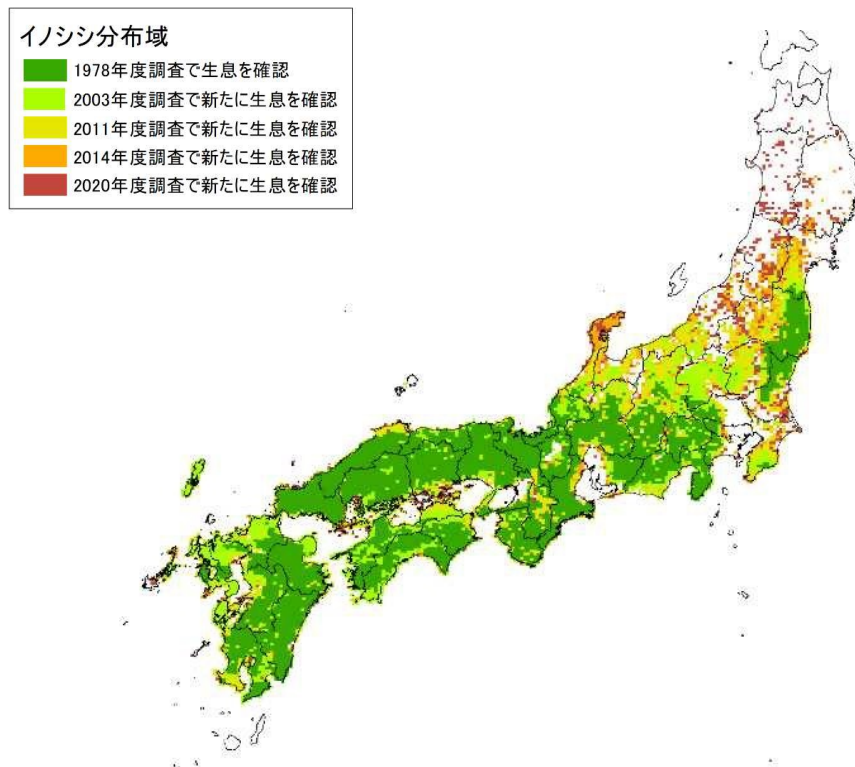 イノシシ分布域
1978年度調査で生息を確認
2003年度調査で新たに生息を確認
2011年度調査で新たに生息を確認
2014年度調査で新たに生息を確認
2020年度調査で新たに生息を確認